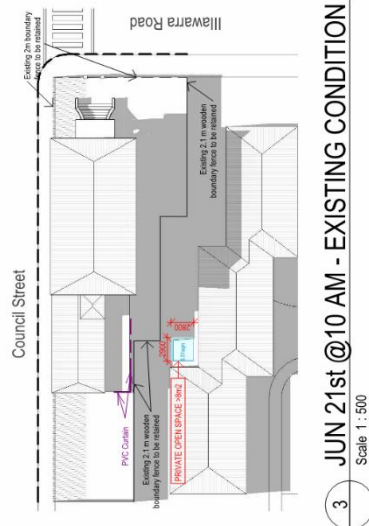 Council Street
Illawarra Road
Existing 2m boundary
fence to be retained
Existing 2.1 m wooden
boundary fence to be retained
PVC Curtain
2800
2950
Existing 2.1 m wooden
boundary fence to be retained
PRIVATE OPEN SPACE >8m2
3
JUN 21st @10 AM - EXISTING CONDITION
Scale 1 : 500